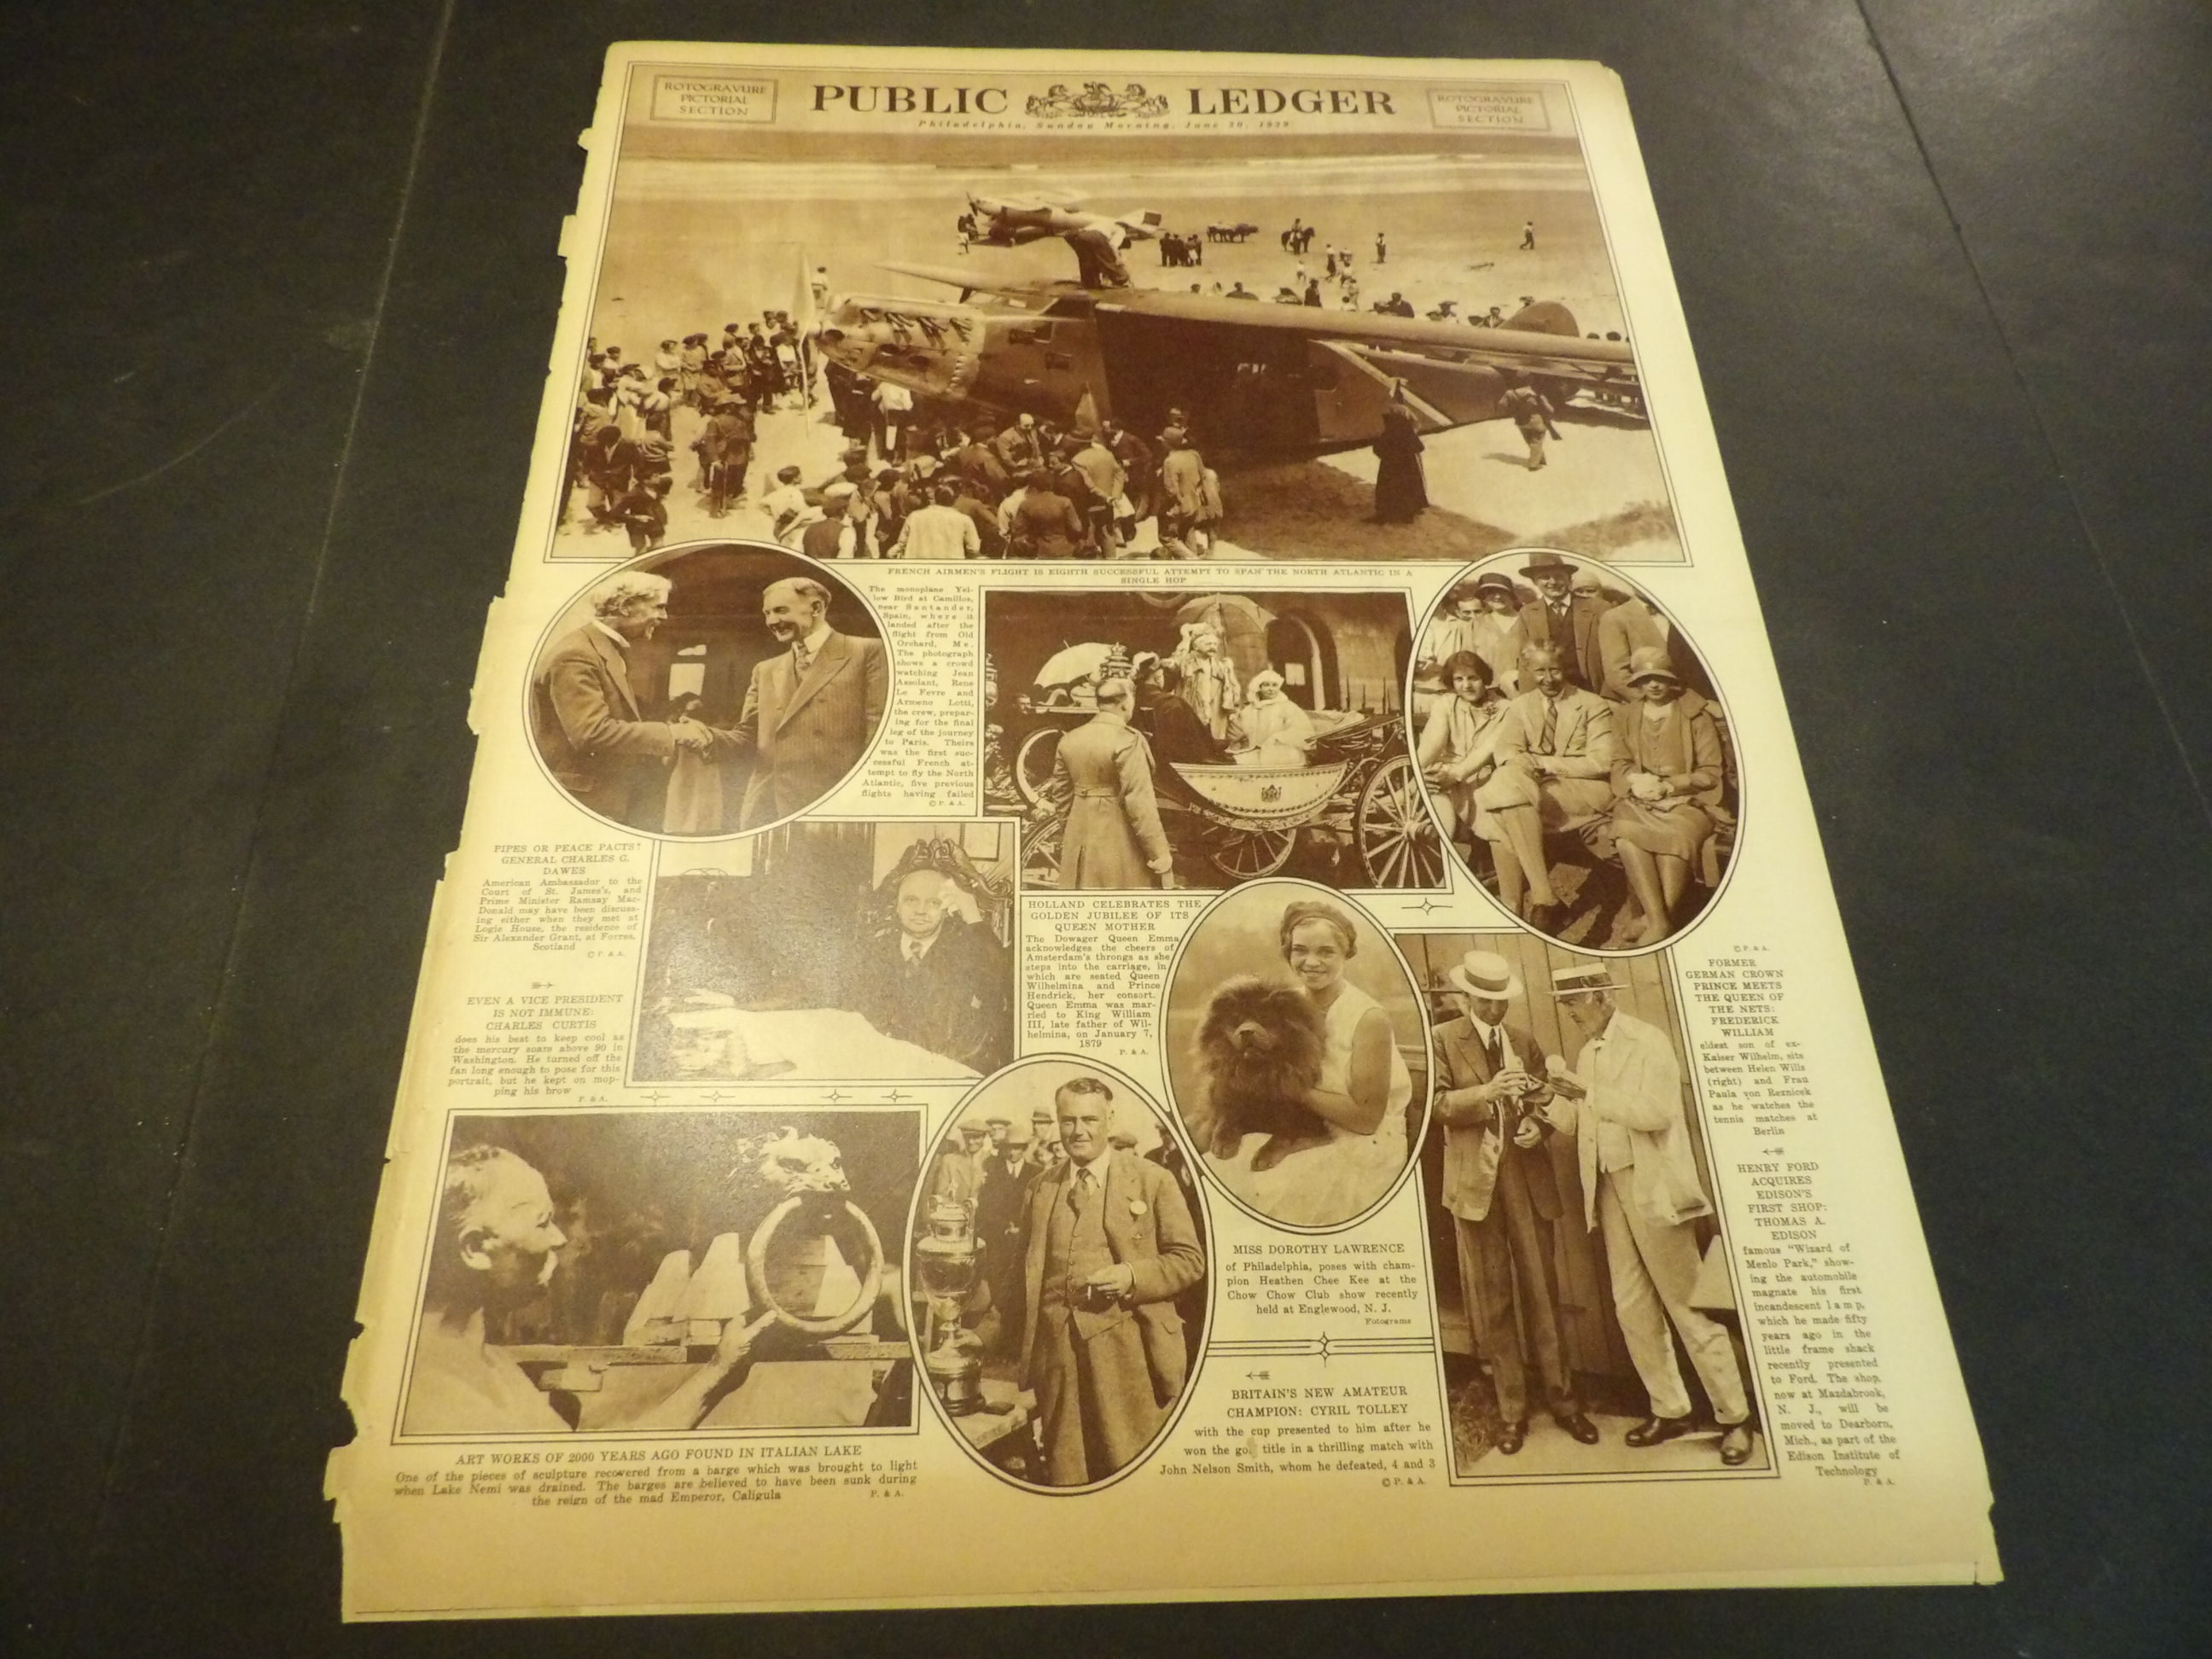 ROTOGRAVURE
PICTORIAL
SECTION
PUBLIC LEDGER
ROTOGRAVURE
PICTORIAL
SECTION
Philadelphia, Sunday Morning, June 30, 1929
FRENCH AIRMEN'S FLIGHT IS EIGHTH SUCCESSFUL ATTEMPT TO SPAN THE NORTH ATLANTIC IN A
SINGLE HOP
The monoplane Yel-
low Bird at Camillos,
near Santander,
Spain, where it
landed after the
flight from Old
Orchard, Me.
The photograph
shows a crowd
watching Jean
Assolant, Rene
Le Fevre and
Armeno Lotti,
the crew, prepar-
ing for the final
leg of the journey
to Paris. Theirs
was the first suc-
cessful French at-
tempt to fly the North
Atlantic, five previous
flights having failed
© P. & A.
PIPES OR PEACE PACTS?
GENERAL CHARLES G.
DAWES
American Ambassador to the
Court of St. James's, and
Prime Minister Ramsay Mac-
Donald may have been discuss-
ing either when they met at
Logie House, the residence of
Sir Alexander Grant, at Forres,
Scotland
© P. & A.
EVEN A VICE PRESIDENT
IS NOT IMMUNE:
CHARLES CURTIS
does his best to keep cool as
the mercury soars above 90 in
Washington. He turned off the
fan long enough to pose for this
portrait, but he kept on mop-
ping his brow
P. & A.
HOLLAND CELEBRATES THE
GOLDEN JUBILEE OF ITS
QUEEN MOTHER
The Dowager Queen Emma
acknowledges the cheers of
Amsterdam's throngs as she
steps into the carriage, in
which are seated Queen
Wilhelmina and Prince
Hendrick, her consort.
Queen Emma was mar-
ried to King William
III, late father of Wil-
helmina, on January 7,
1879
P. & A.
© P. & A.
FORMER
GERMAN CROWN
PRINCE MEETS
THE QUEEN OF
THE NETS:
FREDERICK
WILLIAM
eldest son of ex-
Kaiser Wilhelm, sits
between Helen Wills
(right) and Frau
Paula von Reznicek
as he watches the
tennis matches at
Berlin
HENRY FORD
ACQUIRES
EDISON'S
FIRST SHOP:
THOMAS A.
EDISON
famous "Wizard of
Menlo Park," show-
ing the automobile
magnate his first
incandescent lamp,
which he made fifty
years ago in the
little frame shack
recently presented
to Ford. The shop,
now at Mazdabrook,
N. J., will be
moved to Dearborn,
Mich., as part of the
Edison Institute of
Technology
P. & A.
MISS DOROTHY LAWRENCE
of Philadelphia, poses with cham-
pion Heathen Chee Kee at the
Chow Chow Club show recently
held at Englewood, N. J.
Fotograms
BRITAIN'S NEW AMATEUR
CHAMPION: CYRIL TOLLEY
with the cup presented to him after he
won the title in a thrilling match with
John Nelson Smith, whom he defeated, 4 and 3
© P. & A.
ART WORKS OF 2000 YEARS AGO FOUND IN ITALIAN LAKE
One of the pieces of sculpture recovered from a barge which was brought to light
when Lake Nemi was drained. The barges are believed to have been sunk during
the reign of the mad Emperor, Caligula
P. & A.